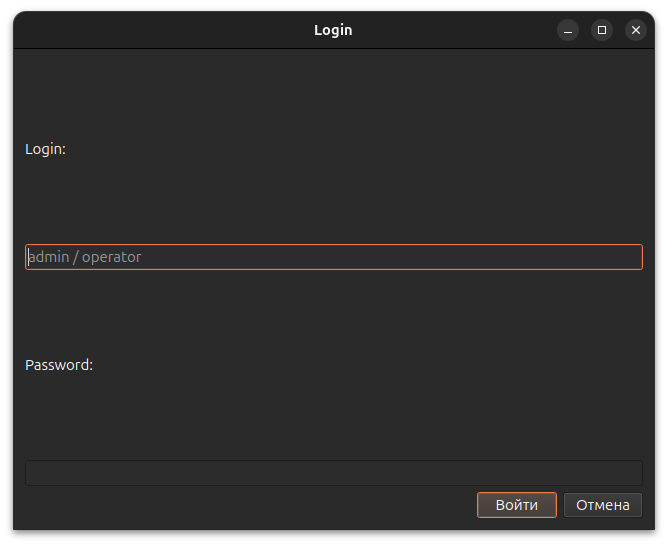 Login
Login:
admin / operator
Password:
Войти Отмена